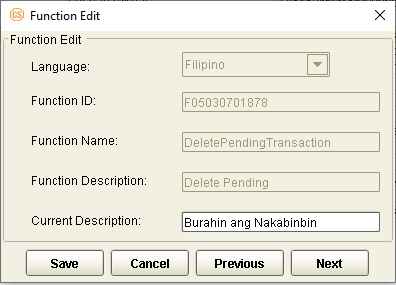 CS Function Edit
Function Edit
Language: Filipino
Function ID: F05030701878
Function Name: DeletePendingTransaction
Function Description: Delete Pending
Current Description: Burahin ang Nakabinbin
Save Cancel Previous Next